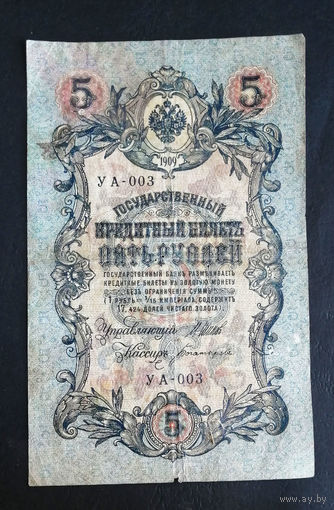 5 5
1909
УА-003
ГОСУДАРСТВЕННЫЙ
КРЕДИТНЫЙ БИЛЕТЪ
ПЯТЬ РУБЛЕЙ
ГОСУДАРСТВЕННЫЙ БАНКЪ РАЗМѢНИВАЕТЪ
КРЕДИТНЫЕ БИЛЕТЫ НА ЗОЛОТУЮ МОНЕТУ
БЕЗЪ ОГРАНИЧЕНІЯ СУММЫ
(1 РУБЛЬ = 1/15 ИМПЕРІАЛА, СОДЕРЖИТЪ
17,424 ДОЛЕЙ ЧИСТАГО ЗОЛОТА).
Управляющій
Кассиръ
УА-003
5
www.ay.by